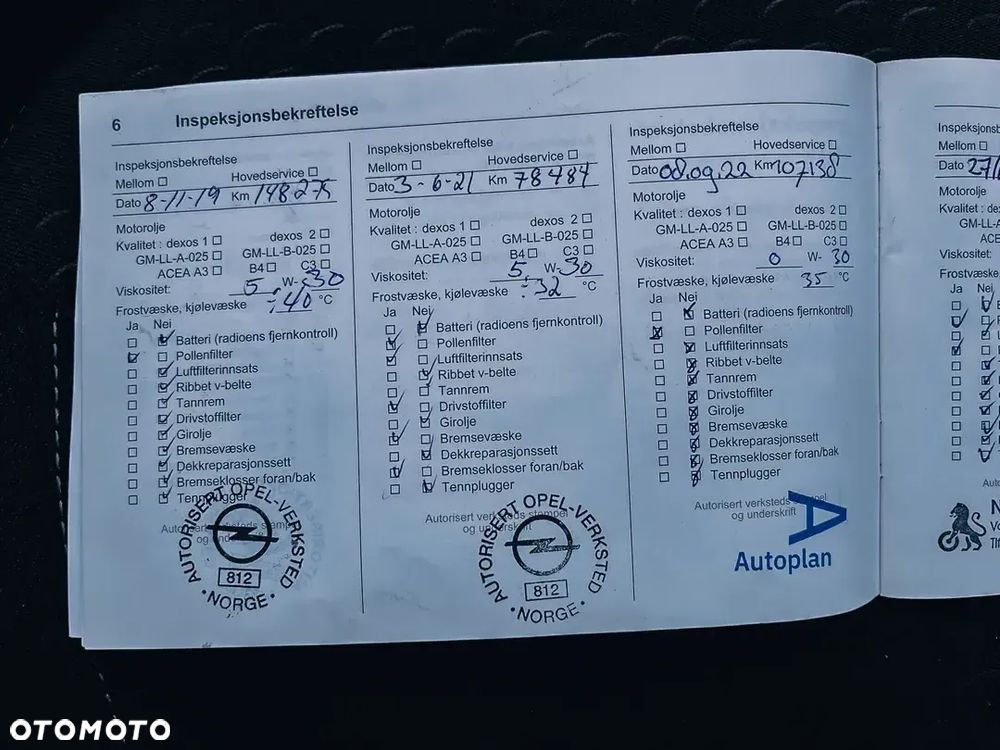 6 Inspeksjonsbekreftelse
Inspeksjonsbekreftelse
Mellom Hovedservice
Dato 8-11-19 Km 148.275
Motorolje
Kvalitet : dexos 1 dexos 2
GM-LL-A-025 GM-LL-B-025
ACEA A3 B4 C3
Viskositet: 5 W- 30
Frostvæske, kjølevæske ÷40 °C
Ja Nei
Batteri (radioens fjernkontroll)
Pollenfilter
Luftfilterinnsats
Ribbet v-belte
Tannrem
Drivstoffilter
Girolje
Bremsevæske
Dekkreparasjonssett
Bremseklosser foran/bak
Tennplugger
AUTORISERT OPEL-VERKSTED
812
· NORGE ·
Inspeksjonsbekreftelse
Mellom Hovedservice
Dato 3-6-21 Km 78484
Motorolje
Kvalitet : dexos 1 dexos 2
GM-LL-A-025 GM-LL-B-025
ACEA A3 B4 C3
Viskositet: 5 W- 30
Frostvæske, kjølevæske ÷32 °C
Ja Nei
Batteri (radioens fjernkontroll)
Pollenfilter
Luftfilterinnsats
Ribbet v-belte
Tannrem
Drivstoffilter
Girolje
Bremsevæske
Dekkreparasjonssett
Bremseklosser foran/bak
Tennplugger
Autorisert verksteds stempel
og underskrift
AUTORISERT OPEL-VERKSTED
812
· NORGE ·
Inspeksjonsbekreftelse
Mellom Hovedservice
Dato 08.09.22 Km 107138
Motorolje
Kvalitet : dexos 1 dexos 2
GM-LL-A-025 GM-LL-B-025
ACEA A3 B4 C3
Viskositet: 0 W- 30
Frostvæske, kjølevæske 35 °C
Ja Nei
Batteri (radioens fjernkontroll)
Pollenfilter
Luftfilterinnsats
Ribbet v-belte
Tannrem
Drivstoffilter
Girolje
Bremsevæske
Dekkreparasjonssett
Bremseklosser foran/bak
Tennplugger
Autorisert verksteds stempel
og underskrift
Autoplan
Mellom
Dato
Motorolje
Viskositet:
OTOMOTO